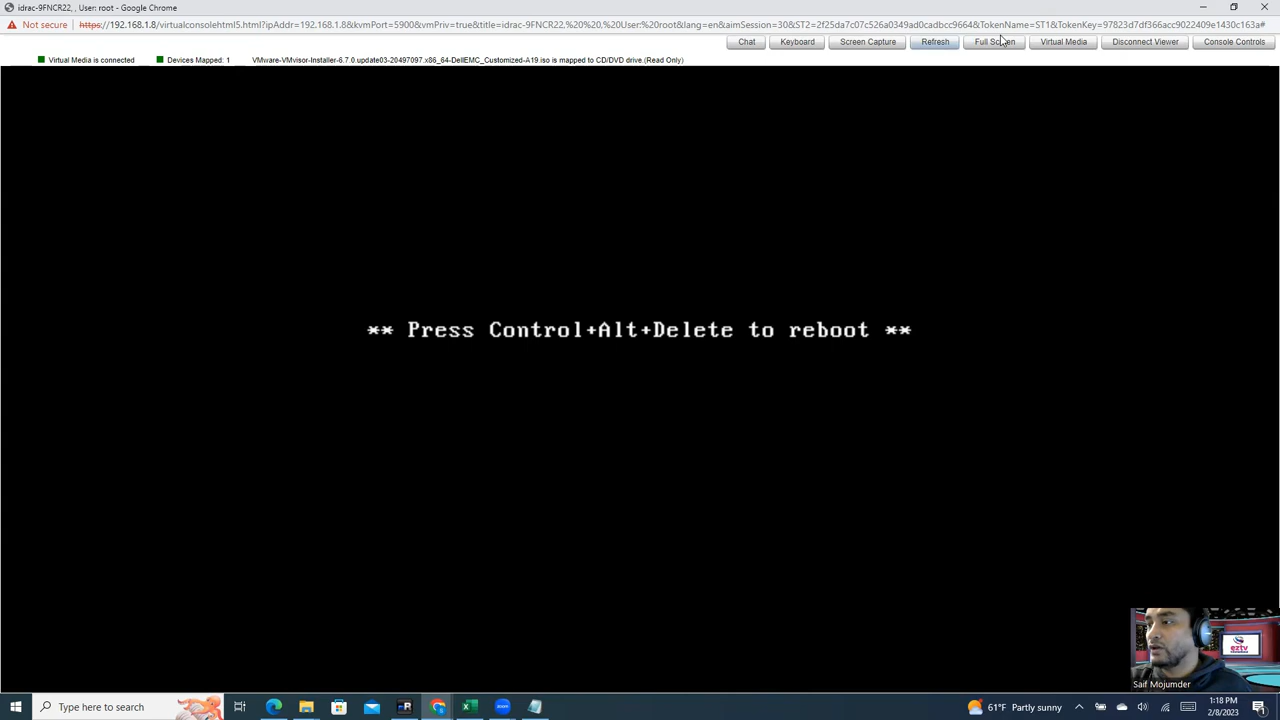 idrac-9FNCR22, , User: root - Google Chrome
Not secure | https://192.168.1.8/virtualconsolehtml5.html?ipAddr=192.168.1.8&kvmPort=5900&vmPriv=true&title=idrac-9FNCR22,%20%20,%20User:%20root&lang=en&aimSession=30&ST2=2f25da7c07c526a0349ad0cadbcc9664&TokenName=ST1&TokenKey=97823d7df366acc9022409e1430c163a#
Chat Keyboard Screen Capture Refresh Full Screen Virtual Media Disconnect Viewer Console Controls
Virtual Media is connected Devices Mapped: 1 VMware-VMvisor-Installer-6.7.0.update03-20497097.x86_64-DellEMC_Customized-A19.iso is mapped to CD/DVD drive.(Read Only)
** Press Control+Alt+Delete to reboot **
eztv
Saif Mojumder
Type here to search
61°F Partly sunny
1:18 PM
2/8/2023